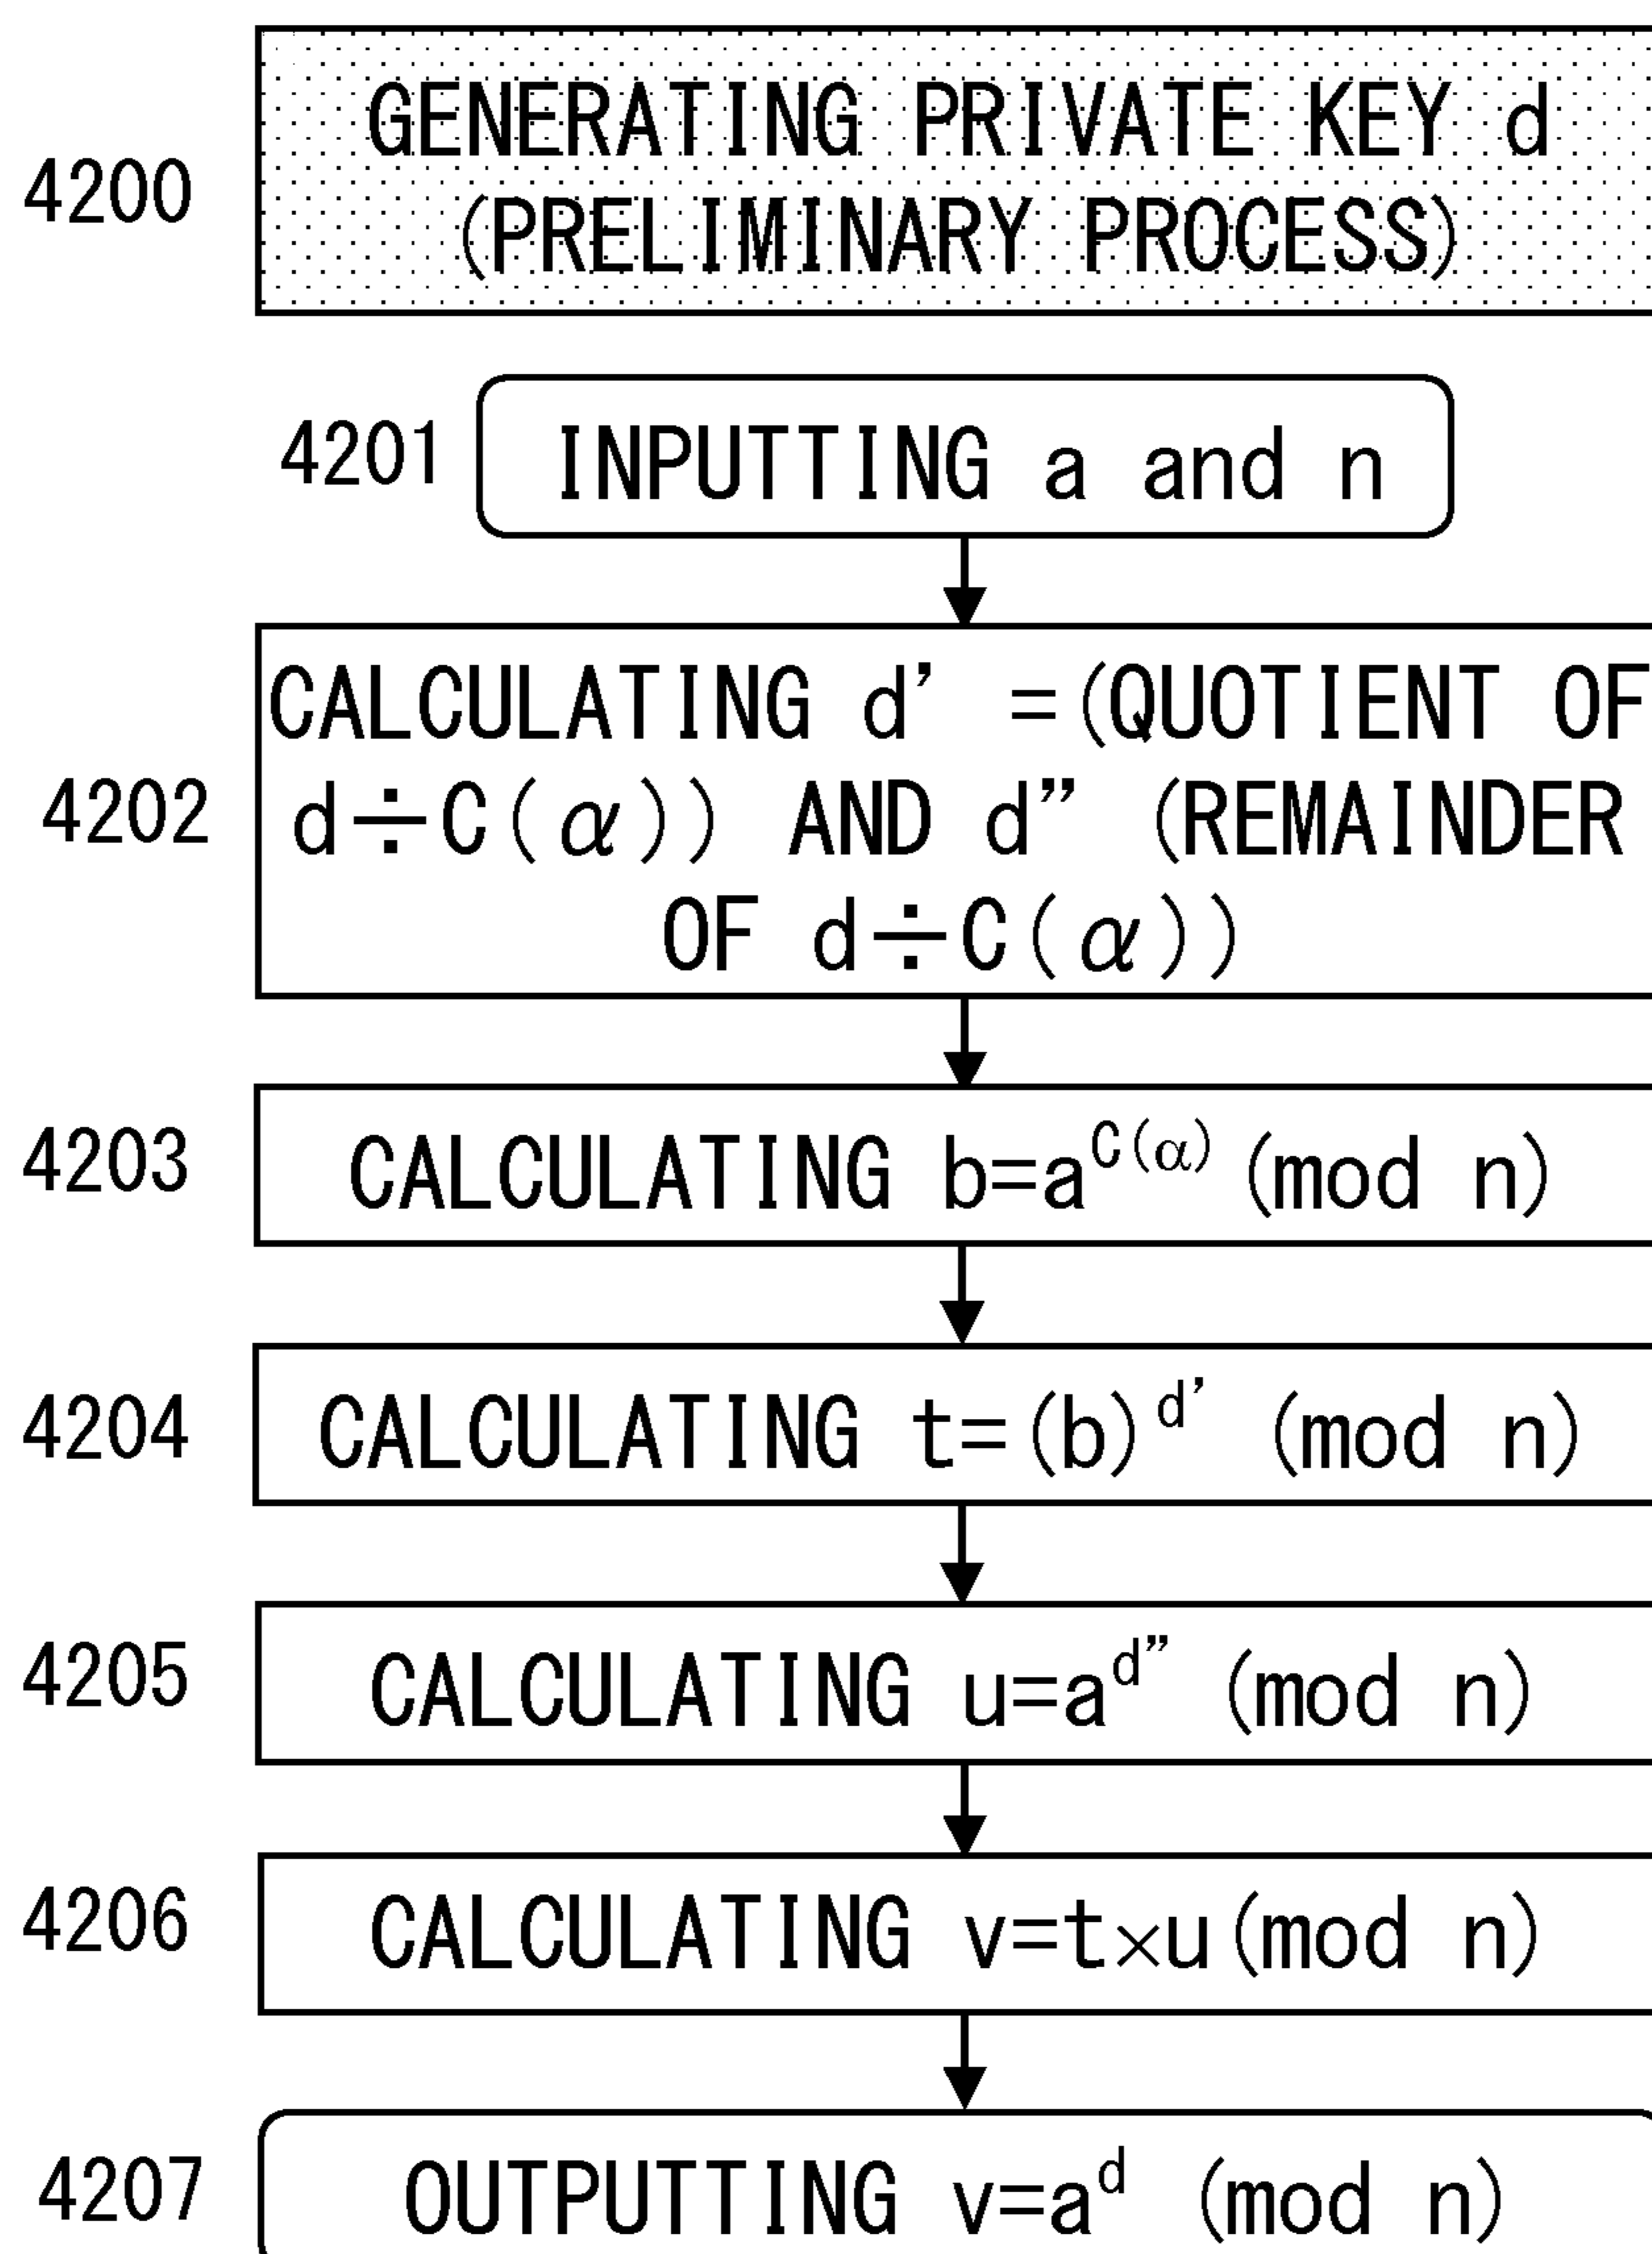 GENERATING PRIVATE KEY d
4200
(PRELIMINARY PROCESS)
4201
INPUTTING a and n
CALCULATING d’ =(QUOTIENT OF
4202
d÷C(α)) AND d” (REMAINDER
OF d÷C(α))
4203
CALCULATING b=a^C(α) (mod n)
4204
CALCULATING t=(b)^d’ (mod n)
4205
CALCULATING u=a^d” (mod n)
4206
CALCULATING v=t×u(mod n)
4207
OUTPUTTING v=a^d (mod n)